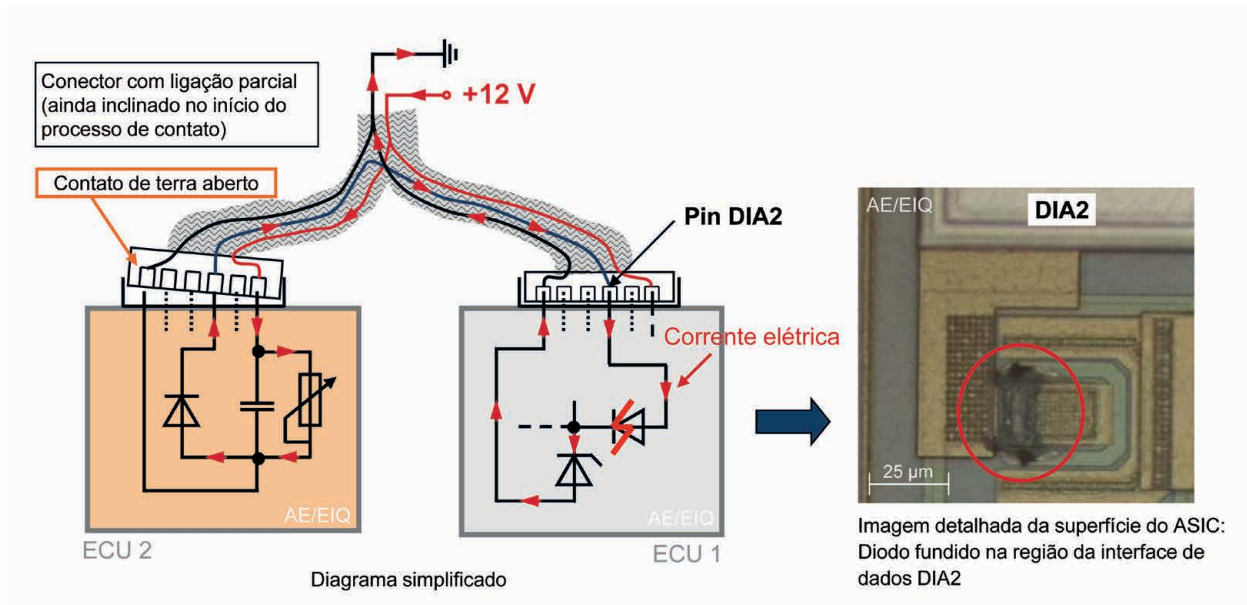 Conector com ligação parcial
(ainda inclinado no início do
processo de contato)
+12 V
Contato de terra aberto
Pin DIA2
AE/EIQ
DIA2
Corrente elétrica
25 µm
AE/EIQ
AE/EIQ
ECU 2
ECU 1
Diagrama simplificado
Imagem detalhada da superfície do ASIC:
Diodo fundido na região da interface de
dados DIA2